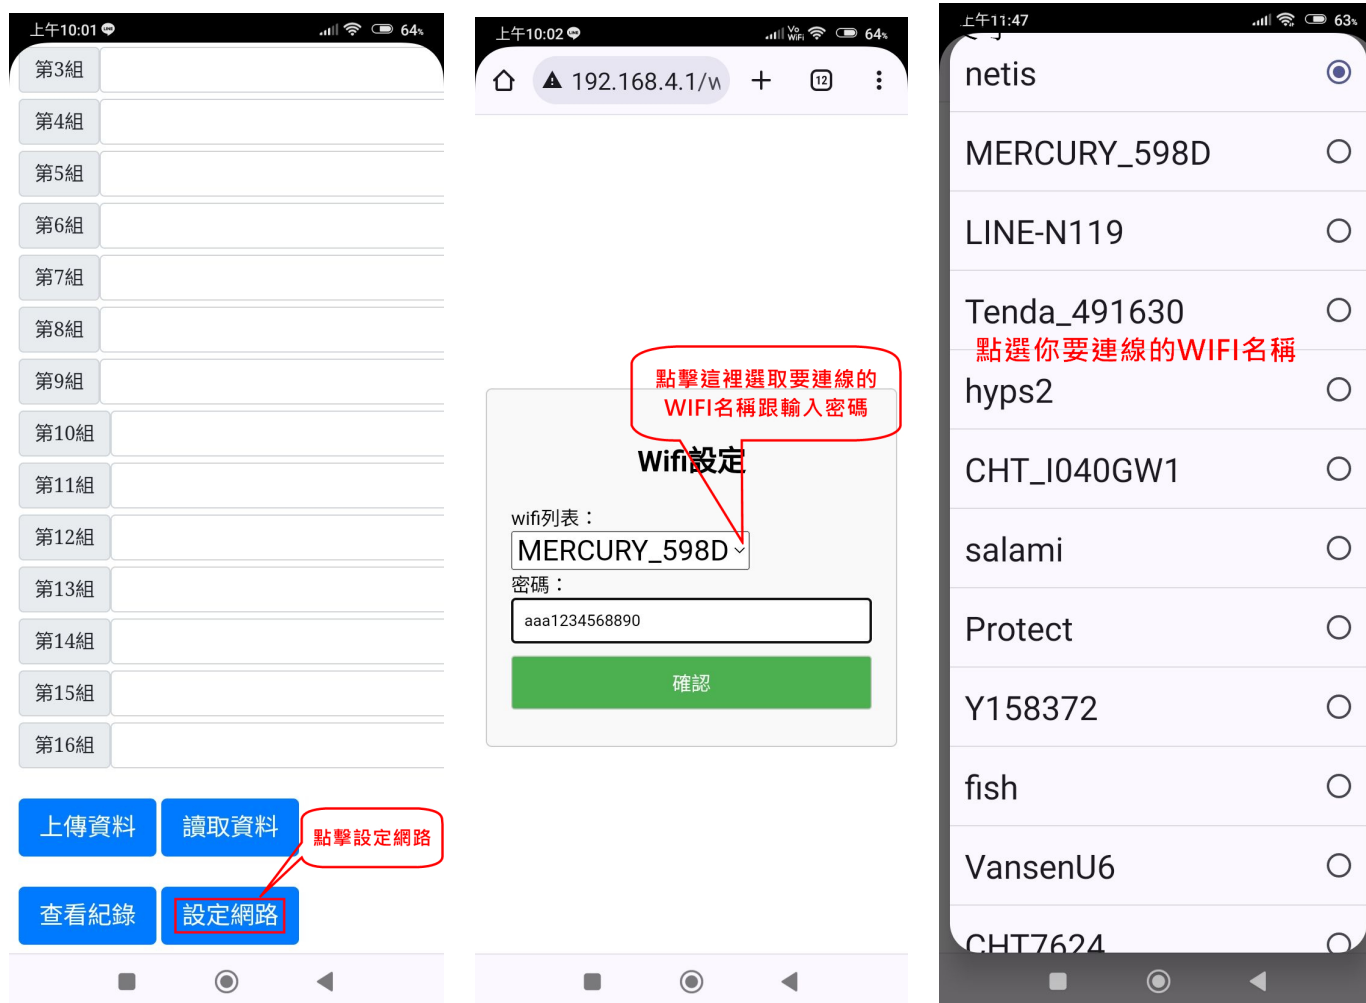 上午10:01
64%
第3組
第4組
第5組
第6組
第7組
第8組
第9組
第10組
第11組
第12組
第13組
第14組
第15組
第16組
上傳資料
讀取資料
點擊設定網路
查看紀錄
設定網路
上午10:02
Vo
WiFi
64%
192.168.4.1/w
12
點擊這裡選取要連線的
WIFI名稱跟輸入密碼
Wifi設定
wifi列表：
MERCURY_598D
密碼：
aaa1234568890
確認
上午11:47
63%
netis
MERCURY_598D
LINE-N119
Tenda_491630
點選你要連線的WIFI名稱
hyps2
CHT_I040GW1
salami
Protect
Y158372
fish
VansenU6
CHT7624